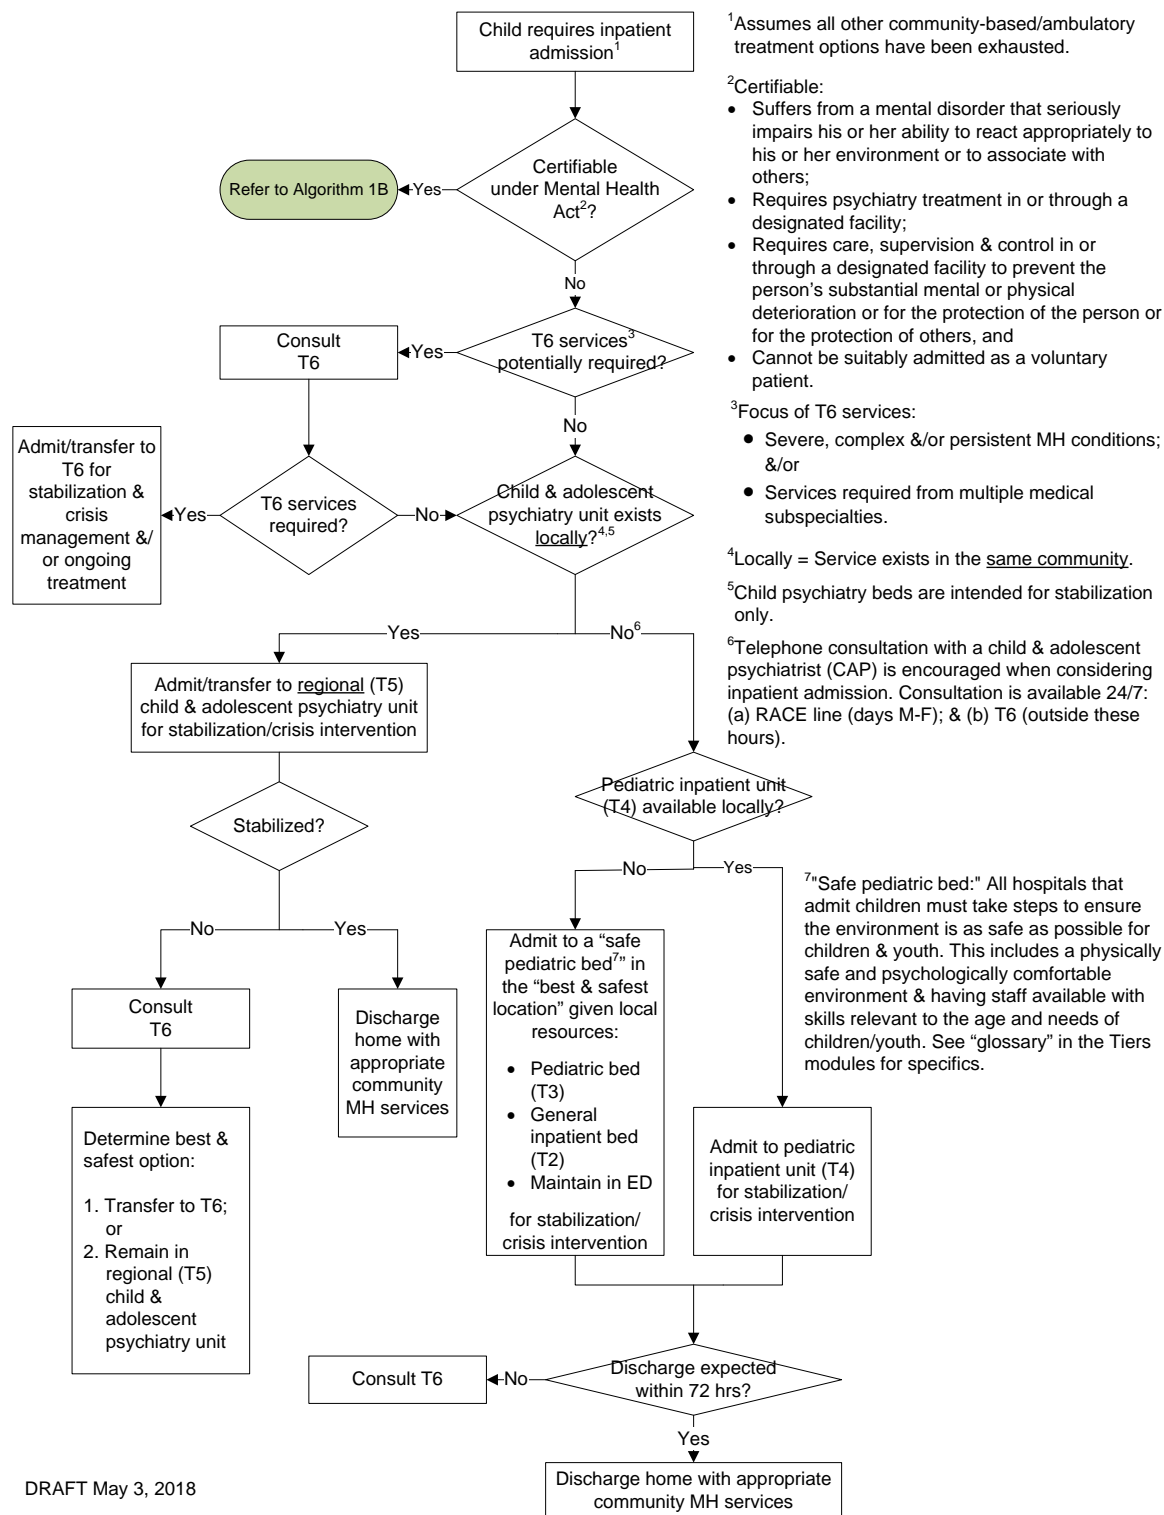 Child requires inpatient
admission1
1Assumes all other community-based/ambulatory
treatment options have been exhausted.
2Certifiable:
• Suffers from a mental disorder that seriously
impairs his or her ability to react appropriately to
his or her environment or to associate with
others;
• Requires psychiatry treatment in or through a
designated facility;
• Requires care, supervision & control in or
through a designated facility to prevent the
person's substantial mental or physical
deterioration or for the protection of the person or
for the protection of others, and
• Cannot be suitably admitted as a voluntary
patient.
Certifiable
under Mental Health
Act2?
Yes
Refer to Algorithm 1B
No
T6 services3
potentially required?
Yes
Consult
T6
No
3Focus of T6 services:
• Severe, complex &/or persistent MH conditions;
&/or
• Services required from multiple medical
subspecialties.
T6 services
required?
Yes
Admit/transfer to
T6 for
stabilization &
crisis
management &/
or ongoing
treatment
No
Child & adolescent
psychiatry unit exists
locally?4,5
4Locally = Service exists in the same community.
5Child psychiatry beds are intended for stabilization
only.
6Telephone consultation with a child & adolescent
psychiatrist (CAP) is encouraged when considering
inpatient admission. Consultation is available 24/7:
(a) RACE line (days M-F); & (b) T6 (outside these
hours).
Yes
No6
Admit/transfer to regional (T5)
child & adolescent psychiatry unit
for stabilization/crisis intervention
Stabilized?
No
Yes
Consult
T6
Discharge
home with
appropriate
community
MH services
Determine best &
safest option:
1. Transfer to T6;
or
2. Remain in
regional (T5)
child &
adolescent
psychiatry unit
Pediatric inpatient unit
(T4) available locally?
No
Yes
Admit to a “safe
pediatric bed7” in
the “best & safest
location” given local
resources:
• Pediatric bed
(T3)
• General
inpatient bed
(T2)
• Maintain in ED
for stabilization/
crisis intervention
Admit to pediatric
inpatient unit (T4)
for stabilization/
crisis intervention
7"Safe pediatric bed:" All hospitals that
admit children must take steps to ensure
the environment is as safe as possible for
children & youth. This includes a physically
safe and psychologically comfortable
environment & having staff available with
skills relevant to the age and needs of
children/youth. See “glossary” in the Tiers
modules for specifics.
Discharge expected
within 72 hrs?
No
Consult T6
Yes
Discharge home with appropriate
community MH services
DRAFT May 3, 2018